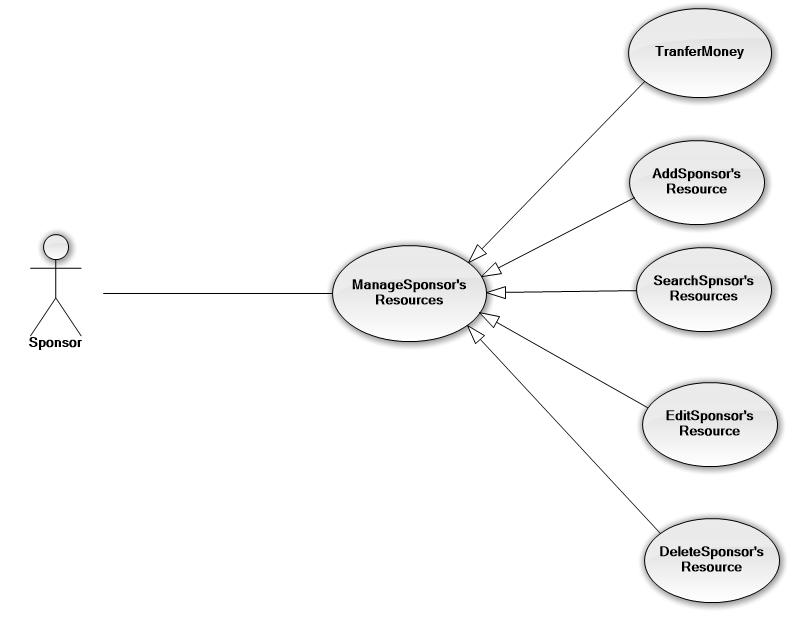 TranferMoney
AddSponsor's
Resource
SearchSpnsor's
Resources
ManageSponsor's
Resources
Sponsor
EditSponsor's
Resource
DeleteSponsor's
Resource